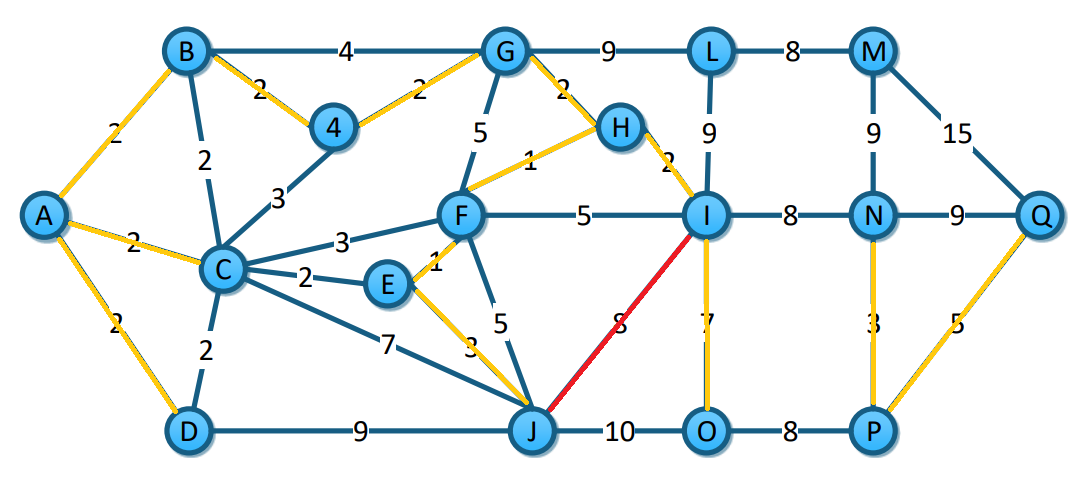 B 4 G 9 L 8 M
2 2 2
2 4 H
2 5 9 9 15
1 2
3
A F 5 I 8 N 9 Q
2 3
C 2 E 1
2 5 8 7 3 5
2 7 3
D 9 J 10 O 8 P